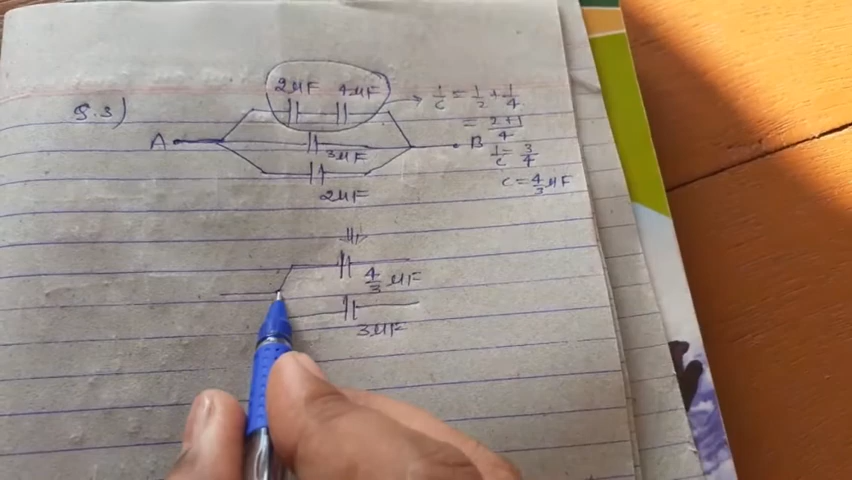 2µF 4µF
S.3)
1/C = 1/2 + 1/4
= 2+1/4
A
3µF
B
1/C = 3/4
2µF
C = 4/3 µF
4/3 µF
3µF